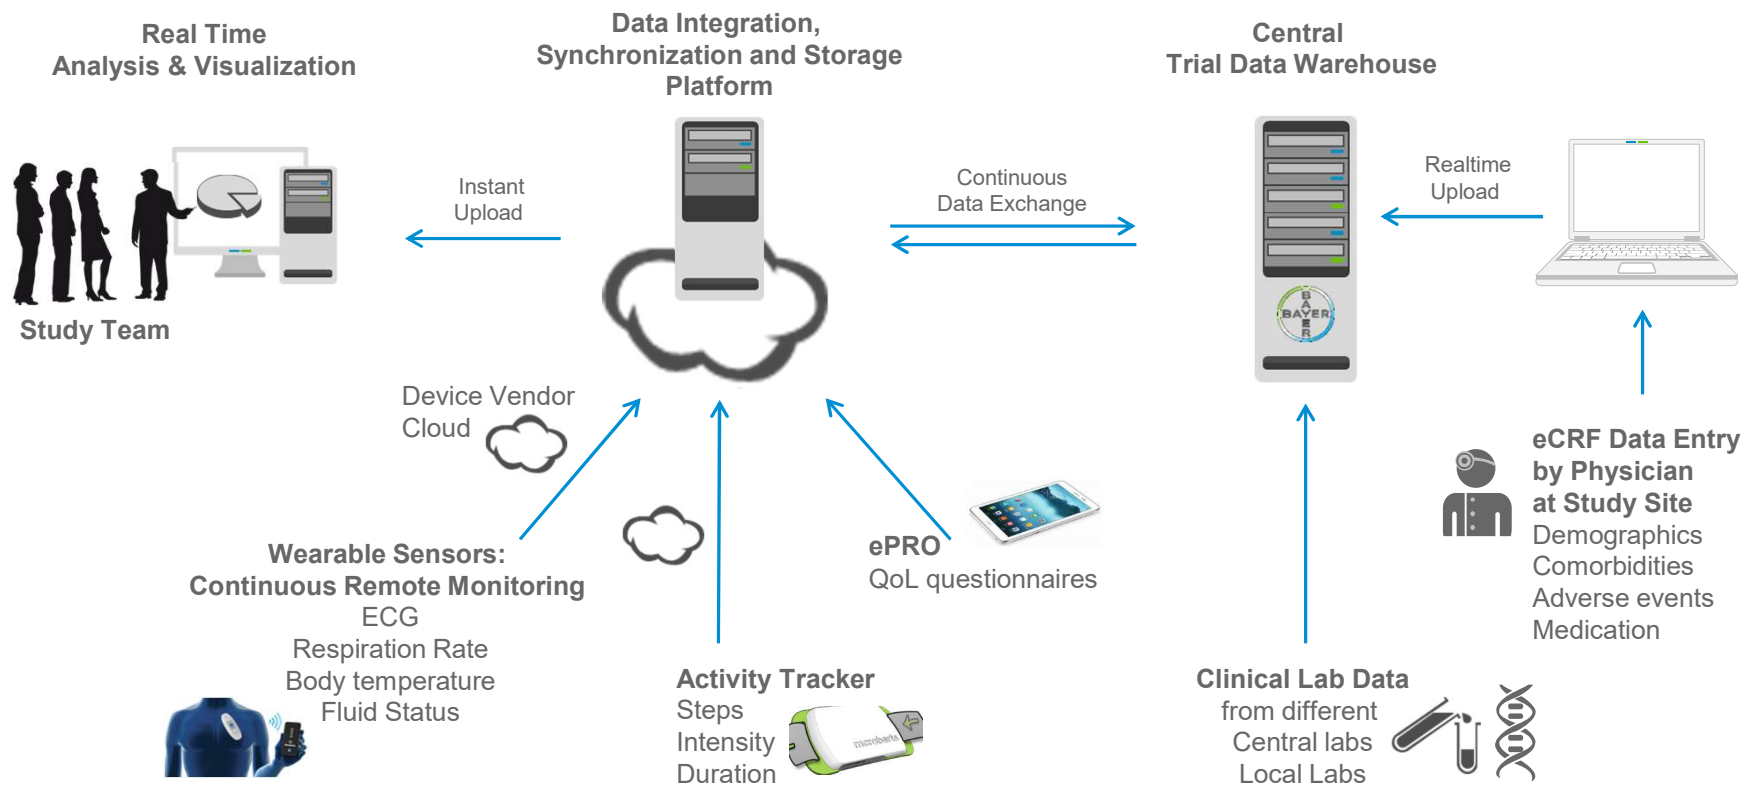 Real Time
Analysis & Visualization
Data Integration,
Synchronization and Storage
Platform
Central
Trial Data Warehouse
Instant
Upload
Continuous
Data Exchange
Realtime
Upload
BAYER
BAYER
Study Team
Device Vendor
Cloud
Wearable Sensors:
Continuous Remote Monitoring
ECG
Respiration Rate
Body temperature
Fluid Status
ePRO
QoL questionnaires
Activity Tracker
Steps
Intensity
Duration
mcroberts
Clinical Lab Data
from different
Central labs
Local Labs
eCRF Data Entry
by Physician
at Study Site
Demographics
Comorbidities
Adverse events
Medication